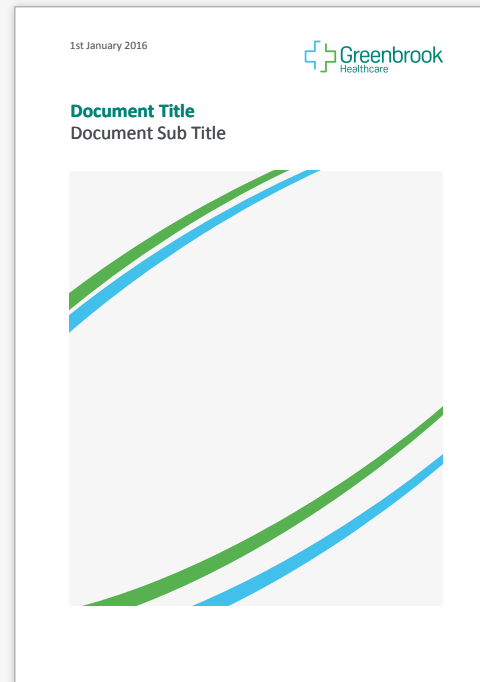 1st January 2016
Greenbrook
Healthcare
Document Title
Document Sub Title